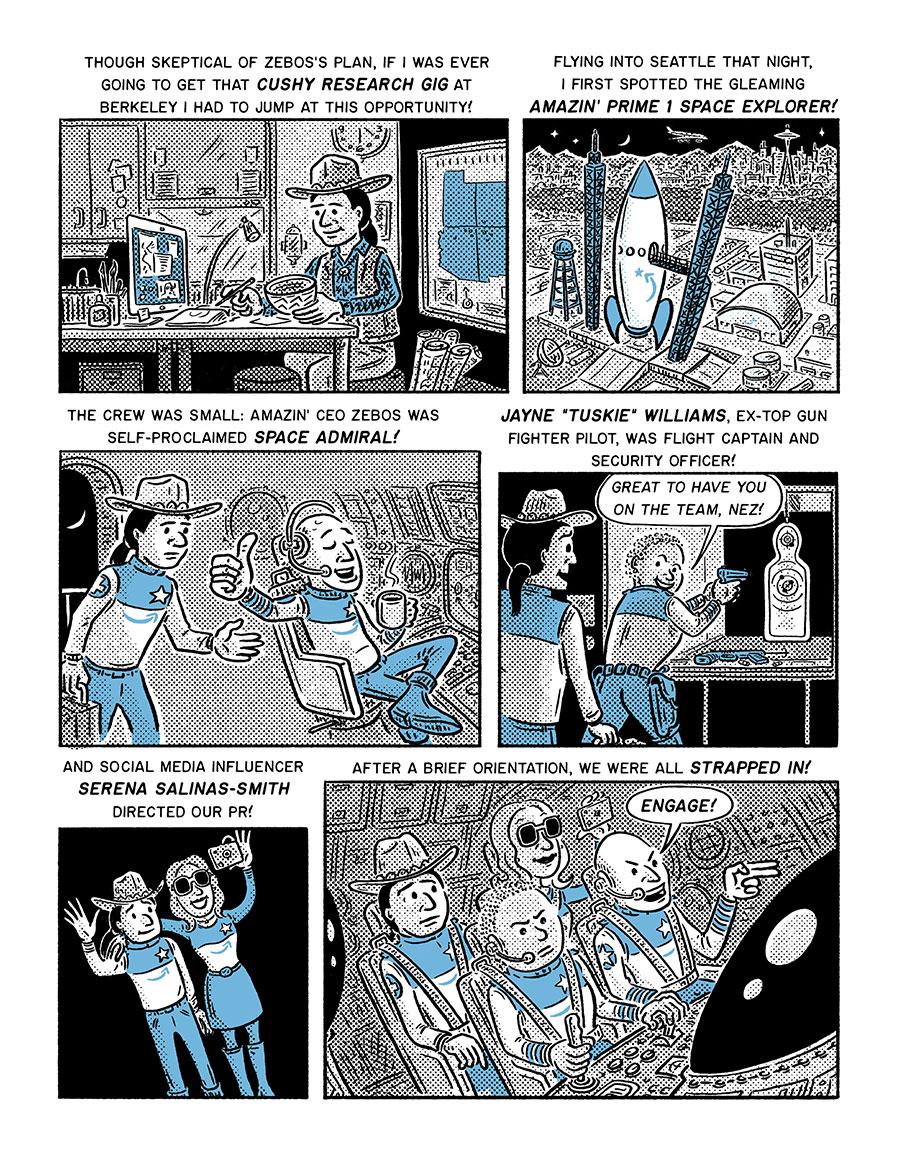 THOUGH SKEPTICAL OF ZEBOS'S PLAN, IF I WAS EVER
GOING TO GET THAT CUSHY RESEARCH GIG AT
BERKELEY I HAD TO JUMP AT THIS OPPORTUNITY!
FLYING INTO SEATTLE THAT NIGHT,
I FIRST SPOTTED THE GLEAMING
AMAZIN' PRIME 1 SPACE EXPLORER!
THE CREW WAS SMALL: AMAZIN' CEO ZEBOS WAS
SELF-PROCLAIMED SPACE ADMIRAL!
JAYNE "TUSKIE" WILLIAMS, EX-TOP GUN
FIGHTER PILOT, WAS FLIGHT CAPTAIN AND
SECURITY OFFICER!
GREAT TO HAVE YOU
ON THE TEAM, NEZ!
AND SOCIAL MEDIA INFLUENCER
SERENA SALINAS-SMITH
DIRECTED OUR PR!
AFTER A BRIEF ORIENTATION, WE WERE ALL STRAPPED IN!
ENGAGE!